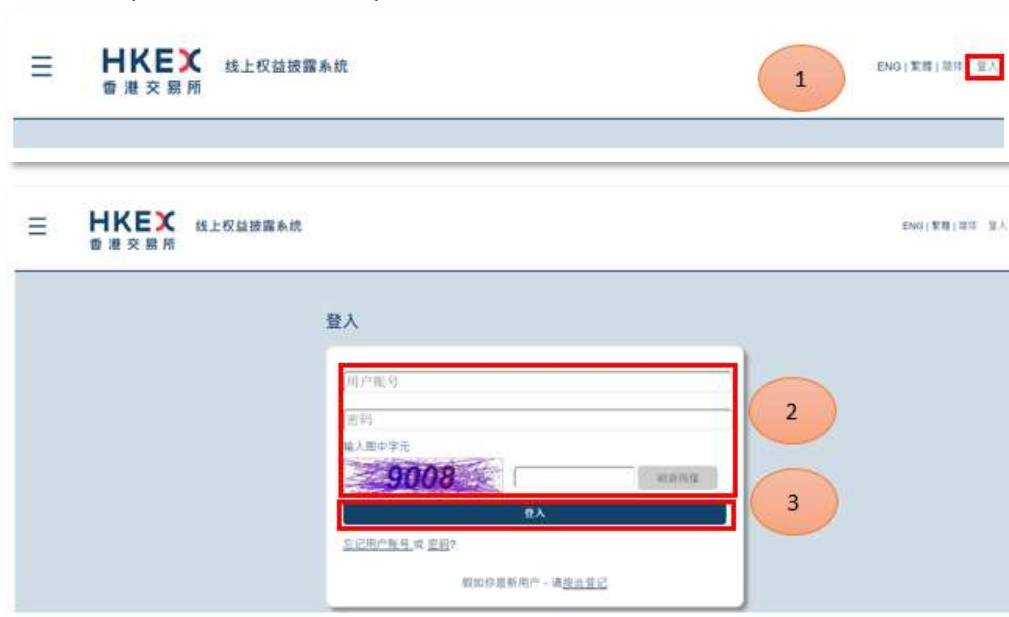 HKEX 线上权益披露系统
香港交易所
1
ENG | 繁體 | 简体 登入
HKEX 线上权益披露系统
香港交易所
ENG | 繁體 | 简体 登入
登入
用户账号
密码
2
输入图中字元
9008
登入
3
忘记用户账号 或 密码?
假如你是新用户 - 请按此登记